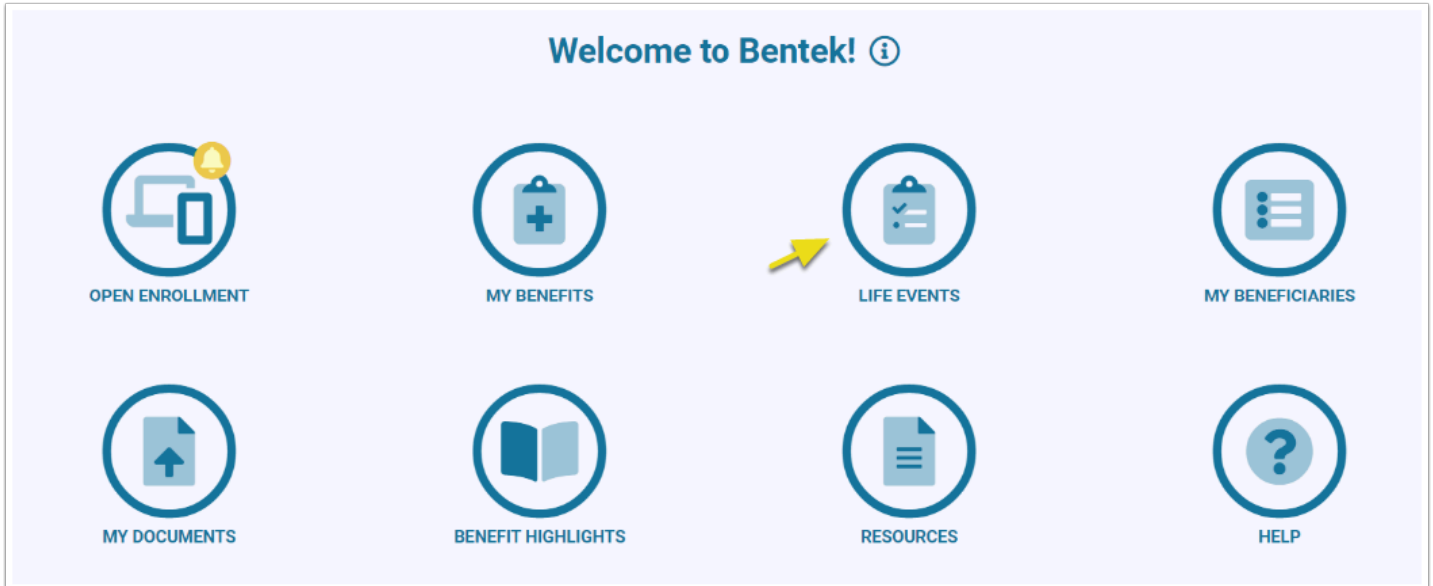 Welcome to Bentek!
OPEN ENROLLMENT
MY BENEFITS
LIFE EVENTS
MY BENEFICIARIES
MY DOCUMENTS
BENEFIT HIGHLIGHTS
RESOURCES
HELP